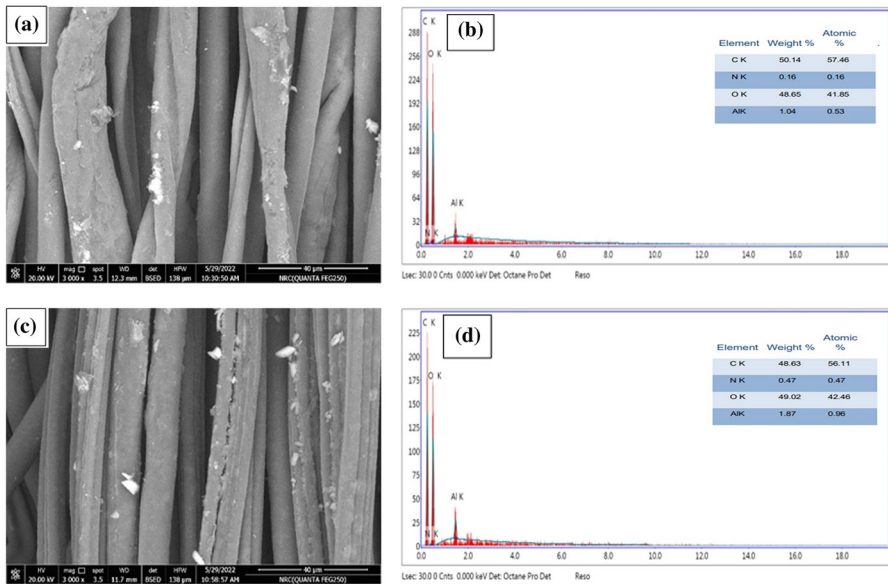 (a)
HV mag □ spot WD det HFW 5/29/2022 40 µm
20.00 kV 3 000 x 3.5 12.3 mm BSED 138 µm 10:30:50 AM NRC(QUANTA FEG250)
(b)
C K
O K
Al K
N K
288
256
224
192
160
128
96
64
32
0
0.0 2.0 4.0 6.0 8.0 10.0 12.0 14.0 16.0 18.0
Lsec: 30.0 0 Cnts 0.000 keV Det: Octane Pro Det Reso
Element Weight % Atomic %
C K 50.14 57.46
N K 0.16 0.16
O K 48.65 41.85
AlK 1.04 0.53
(c)
HV mag □ spot WD det HFW 5/29/2022 40 µm
20.00 kV 3 000 x 3.5 11.7 mm BSED 138 µm 10:58:57 AM NRC(QUANTA FEG250)
(d)
C K
O K
Al K
N K
225
200
175
150
125
100
75
50
25
0
0.0 2.0 4.0 6.0 8.0 10.0 12.0 14.0 16.0 18.0
Lsec: 30.0 0 Cnts 0.000 keV Det: Octane Pro Det Reso
Element Weight % Atomic %
C K 48.63 56.11
N K 0.47 0.47
O K 49.02 42.46
AlK 1.87 0.96